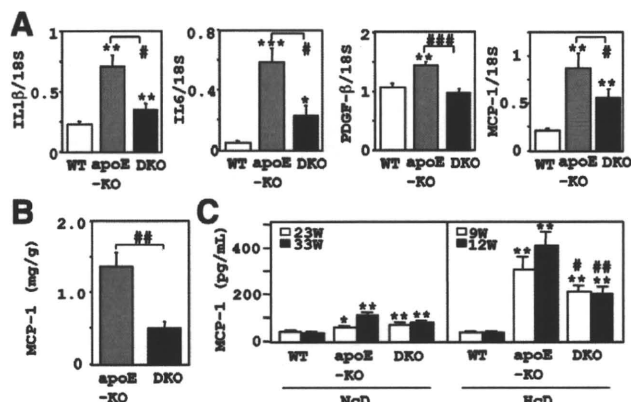 A
IL1β/18S
1
0.5
0
**
#
**
WT apoE DKO
-KO
IL6/18S
0.8
0.4
0
***
#
*
WT apoE DKO
-KO
PDGF-β/18S
2
1
0
**
###
WT apoE DKO
-KO
MCP-1/18S
1
0.5
0
**
#
**
WT apoE DKO
-KO
B
MCP-1 (mg/g)
2.0
1.0
0
##
apoE DKO
-KO
C
MCP-1 (pg/mL)
400
200
0
23W
33W
* ** ** **
WT apoE DKO
-KO
NcD
9W
12W
** **
# ##
** **
WT apoE DKO
-KO
HcD